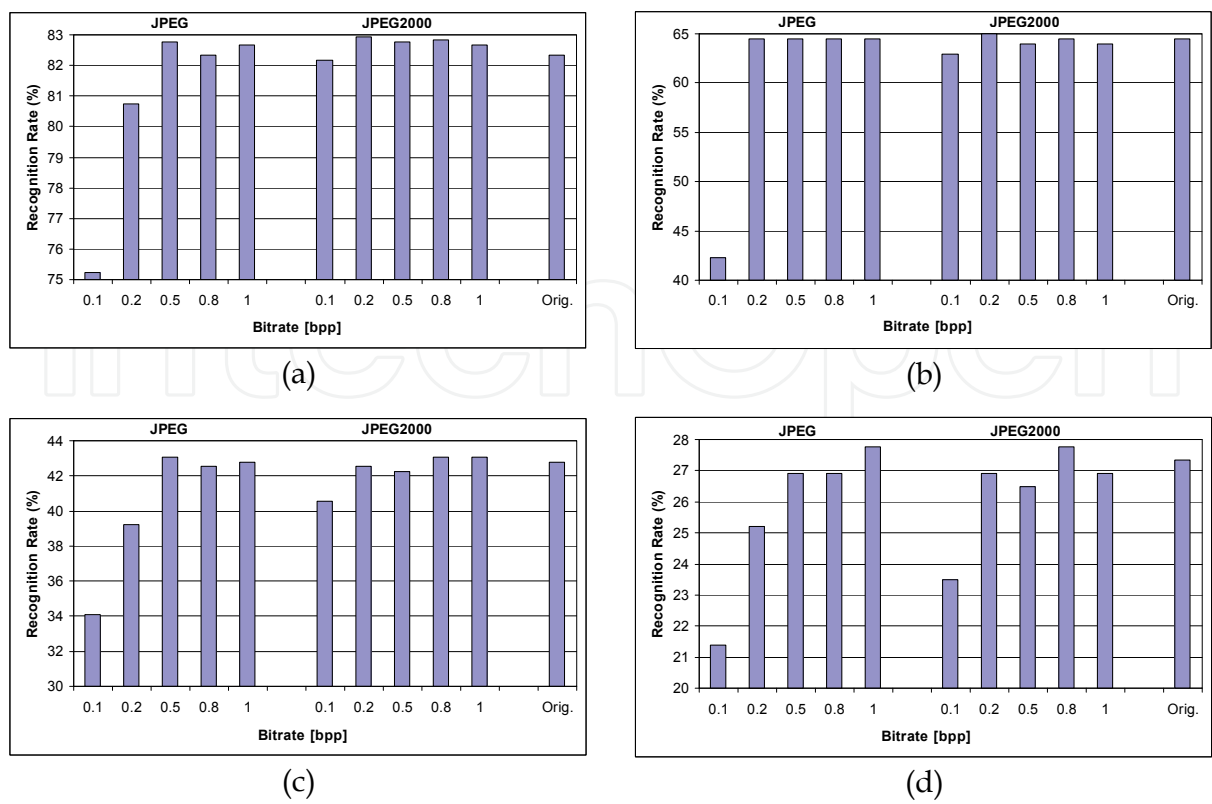 JPEG JPEG2000
83
82
81
80
79
78
77
76
75
Recognition Rate (%)
0.1 0.2 0.5 0.8 1 0.1 0.2 0.5 0.8 1 Orig.
Bitrate [bpp]
(a)
JPEG JPEG2000
65
60
55
50
45
40
Recognition Rate (%)
0.1 0.2 0.5 0.8 1 0.1 0.2 0.5 0.8 1 Orig.
Bitrate [bpp]
(b)
intechopen
JPEG JPEG2000
44
42
40
38
36
34
32
30
Recognition Rate (%)
0.1 0.2 0.5 0.8 1 0.1 0.2 0.5 0.8 1 Orig.
Bitrate [bpp]
(c)
JPEG JPEG2000
28
27
26
25
24
23
22
21
20
Recognition Rate (%)
0.1 0.2 0.5 0.8 1 0.1 0.2 0.5 0.8 1 Orig.
Bitrate [bpp]
(d)